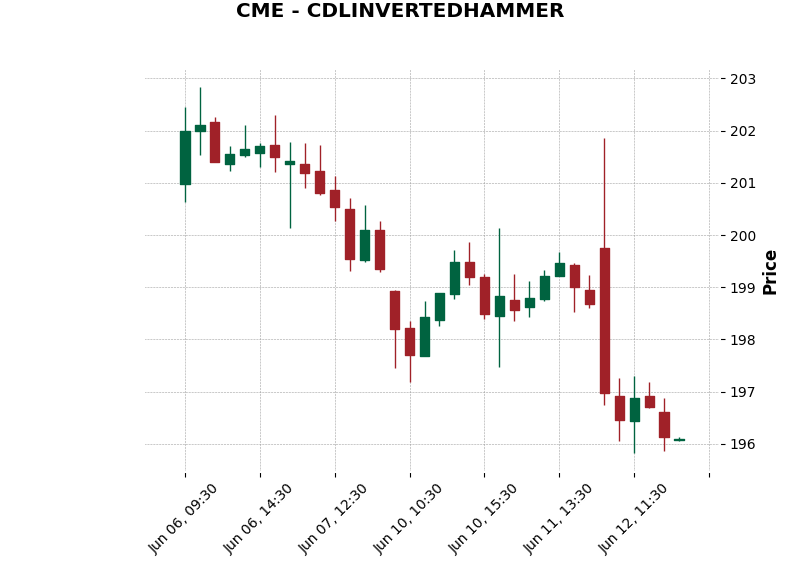 CME - CDLINVERTEDHAMMER
203
202
201
200
199
198
197
196
Price
Jun 06, 09:30
Jun 06, 14:30
Jun 07, 12:30
Jun 10, 10:30
Jun 10, 15:30
Jun 11, 13:30
Jun 12, 11:30